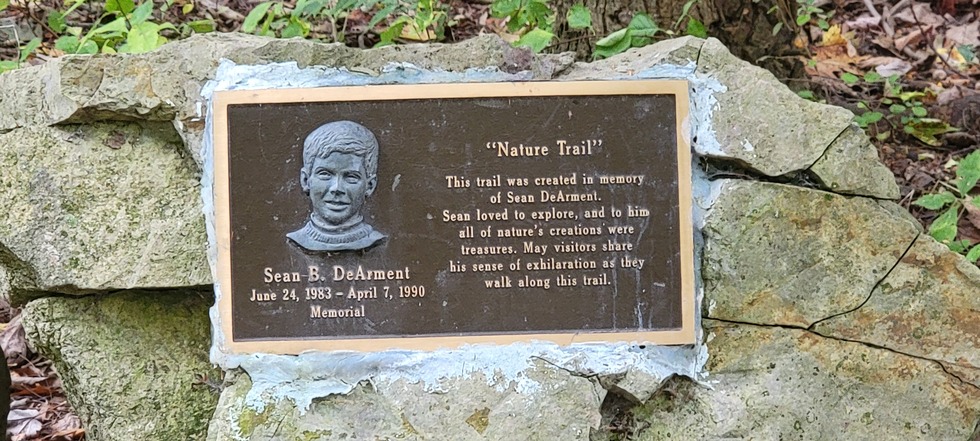 Sean B. DeArment
June 24, 1983 – April 7, 1990
Memorial
“Nature Trail”
This trail was created in memory
of Sean DeArment.
Sean loved to explore, and to him
all of nature's creations were
treasures. May visitors share
his sense of exhilaration as they
walk along this trail.